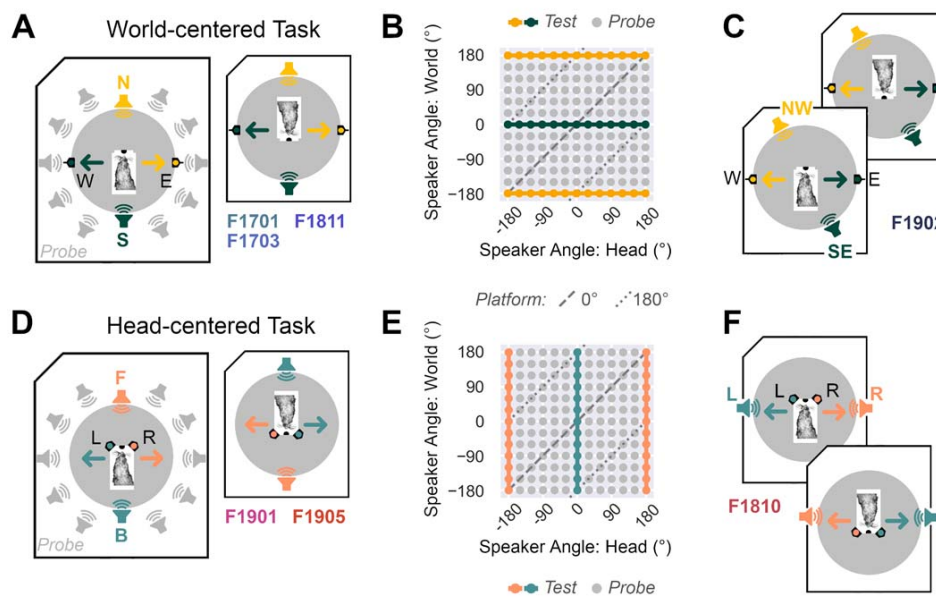 A World-centered Task
N
W E
S
Probe
F1701 F1811
F1703
B Test Probe
Speaker Angle: World (°)
180
90
0
−90
−180
-180 -90 0 90 180
Speaker Angle: Head (°)
C
NW
W E
SE
F1902
Platform: 0° 180°
D Head-centered Task
F
L R
B
Probe
F1901 F1905
E
Speaker Angle: World (°)
180
90
0
−90
−180
-180 -90 0 90 180
Speaker Angle: Head (°)
Test Probe
F
L R R
F1810